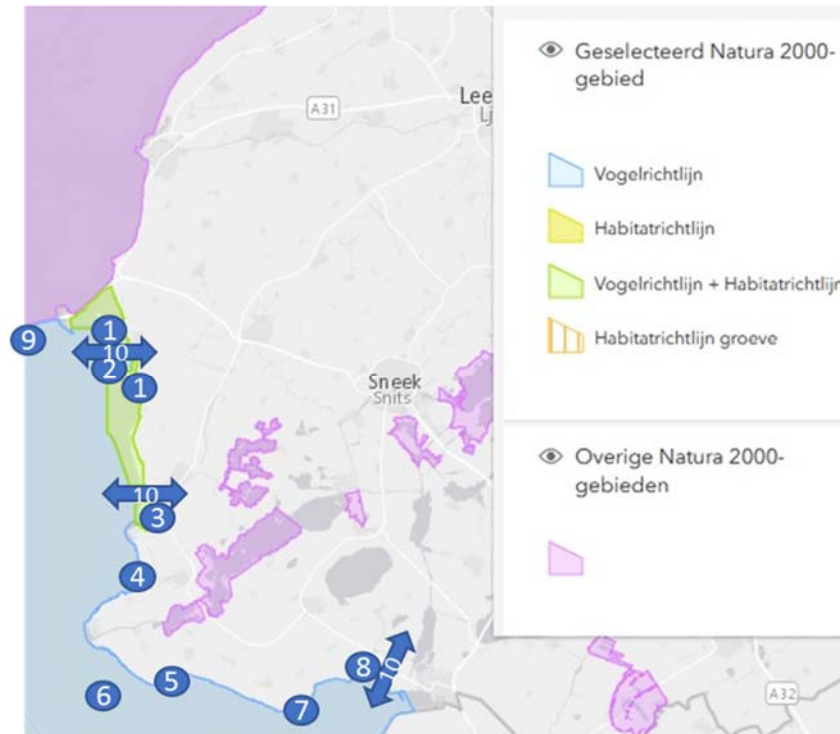 A31
Lee
Lj
1
9
10
2
1
Sneek
Snits
10
3
4
5
6
7
8
10
A32
Geselecteerd Natura 2000-
gebied
Vogelrichtlijn
Habitatrichtlijn
Vogelrichtlijn + Habitatrichtlijn
Habitatrichtlijn groeve
Overige Natura 2000-
gebieden